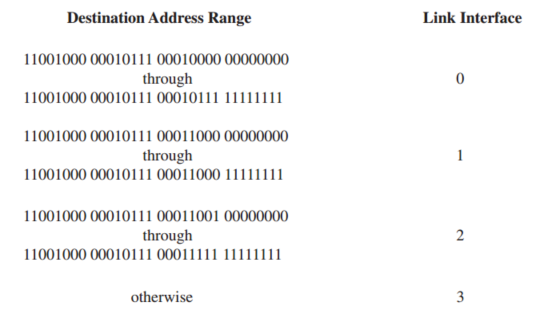 Destination Address Range Link Interface
11001000 00010111 00010000 00000000
through 0
11001000 00010111 00010111 11111111
11001000 00010111 00011000 00000000
through 1
11001000 00010111 00011000 11111111
11001000 00010111 00011001 00000000
through 2
11001000 00010111 00011111 11111111
otherwise 3